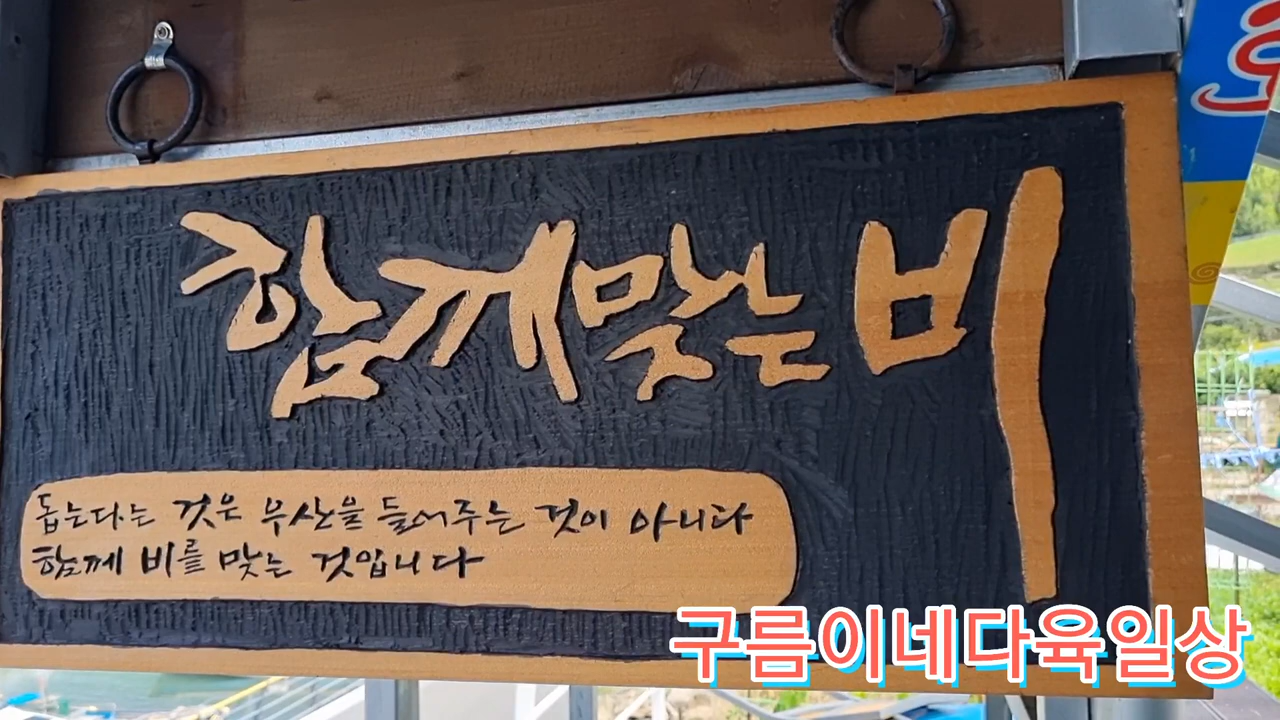 함께 맞는 비
돕는다는 것은 우산을 들어주는 것이 아니라
함께 비를 맞는 것입니다
구름이네다육일상